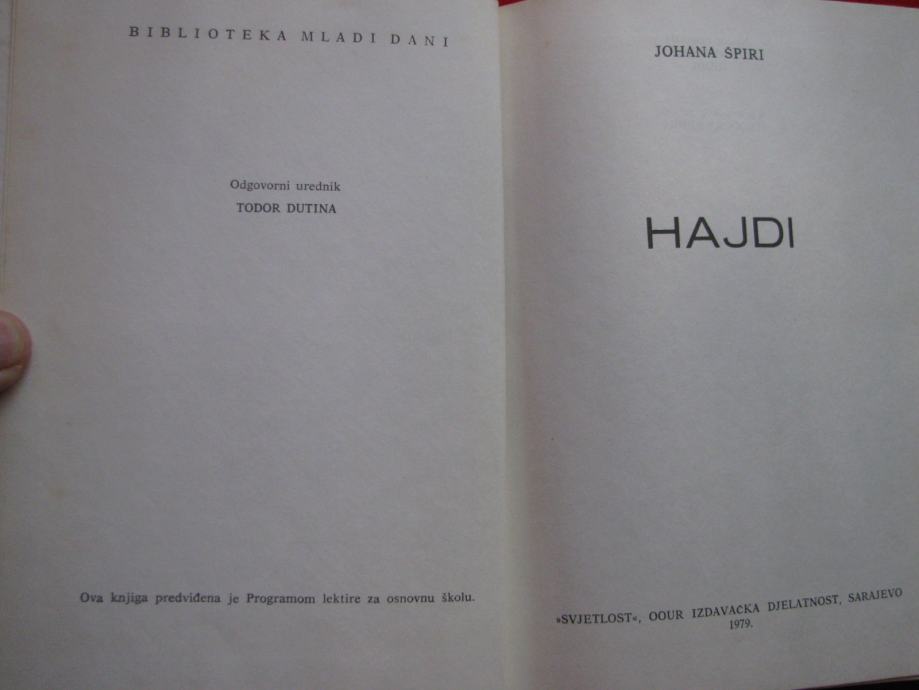 BIBLIOTEKA MLADI DANI
Odgovorni urednik
TODOR DUTINA
Ova knjiga predviđena je Programom lektire za osnovnu školu.
JOHANA ŠPIRI
HAJDI
»SVJETLOST«, OOUR IZDAVAČKA DJELATNOST, SARAJEVO
1979.